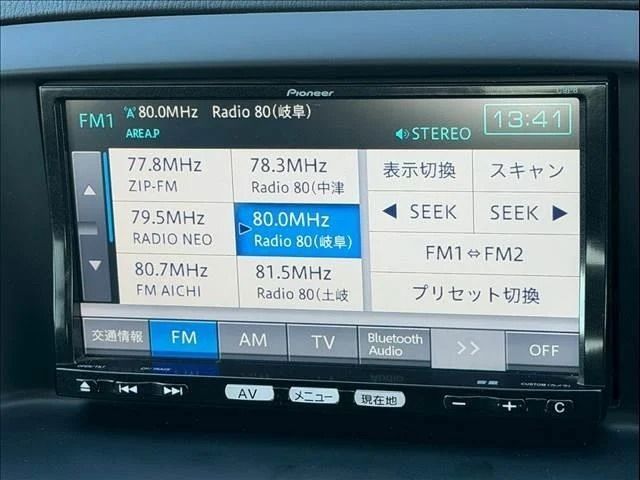 Pioneer
FM1 80.0MHz Radio 80(岐阜)
AREA.P
STEREO
13:41
77.8MHz
ZIP-FM
78.3MHz
Radio 80(中津
表示切換
スキャン
79.5MHz
RADIO NEO
80.0MHz
Radio 80(岐阜)
◀ SEEK
SEEK ▶
FM1⇔FM2
80.7MHz
FM AICHI
81.5MHz
Radio 80(土岐
プリセット切換
交通情報
FM
AM
TV
Bluetooth
Audio
>>
OFF
AV
メニュー
現在地
− + C